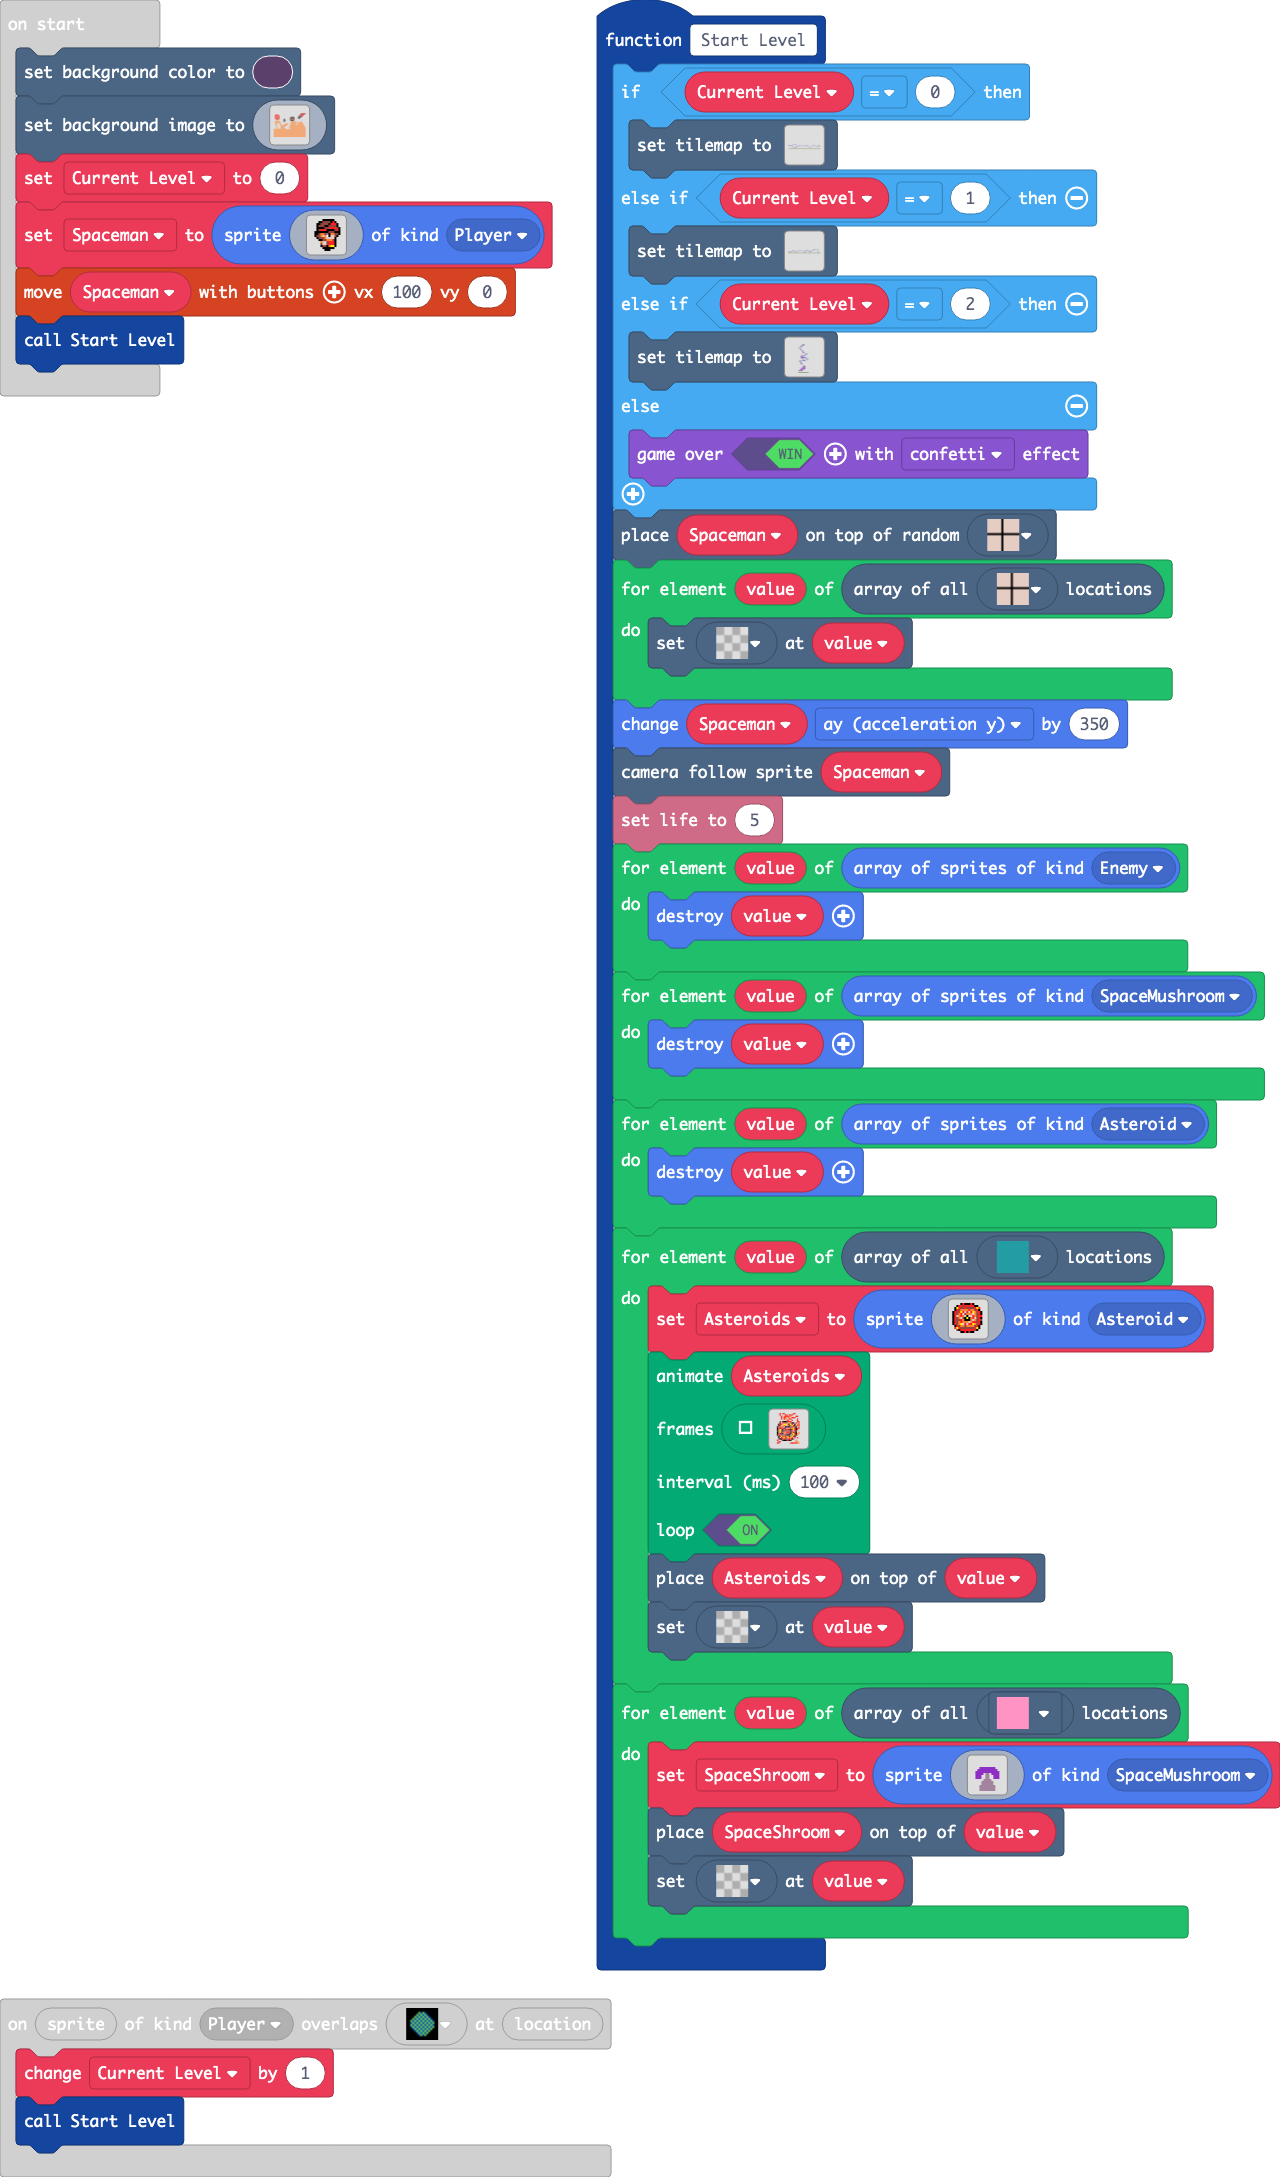 on start
set background color to
set background image to
set Current Level to 0
set Spaceman to sprite of kind Player
move Spaceman with buttons vx 100 vy 0
call Start Level
function Start Level
if Current Level = 0 then
set tilemap to
else if Current Level = 1 then
set tilemap to
else if Current Level = 2 then
set tilemap to
else
game over WIN with confetti effect
place Spaceman on top of random
for element value of array of all locations
do set at value
change Spaceman ay (acceleration y) by 350
camera follow sprite Spaceman
set life to 5
for element value of array of sprites of kind Enemy
do destroy value
for element value of array of sprites of kind SpaceMushroom
do destroy value
for element value of array of sprites of kind Asteroid
do destroy value
for element value of array of all locations
do set Asteroids to sprite of kind Asteroid
animate Asteroids
frames
interval (ms) 100
loop ON
place Asteroids on top of value
set at value
for element value of array of all locations
do set SpaceShroom to sprite of kind SpaceMushroom
place SpaceShroom on top of value
set at value
on sprite of kind Player overlaps at location
change Current Level by 1
call Start Level